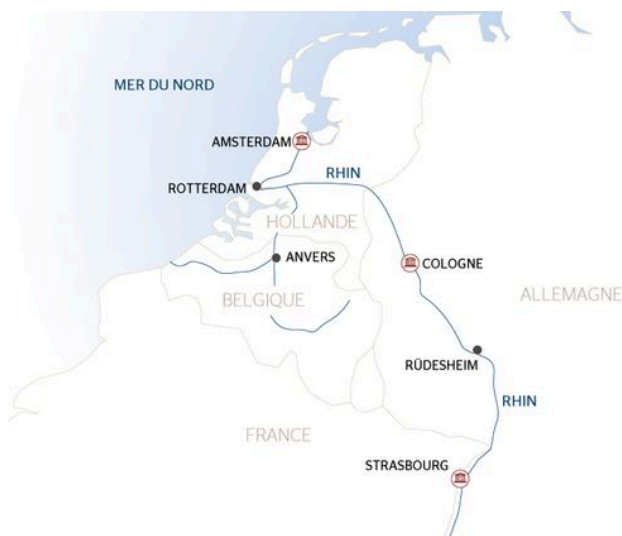 MER DU NORD
AMSTERDAM
RHIN
ROTTERDAM
HOLLANDE
ANVERS
COLOGNE
BELGIQUE
ALLEMAGNE
RÜDESHEIM
RHIN
FRANCE
STRASBOURG